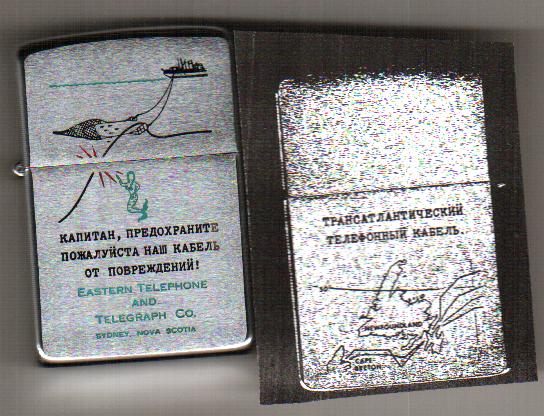 КАПИТАН, ПРЕДОХРАНИТЕ
ПОЖАЛУЙСТА НАШ КАБЕЛЬ
ОТ ПОВРЕЖДЕНИЙ!
EASTERN TELEPHONE
AND
TELEGRAPH CO.
SYDNEY, NOVA SCOTIA
ТРАНСАТЛАНТИЧЕСКИЙ
ТЕЛЕФОННЫЙ КАБЕЛЬ.
NEWFOUNDLAND
CAPE
BRETON